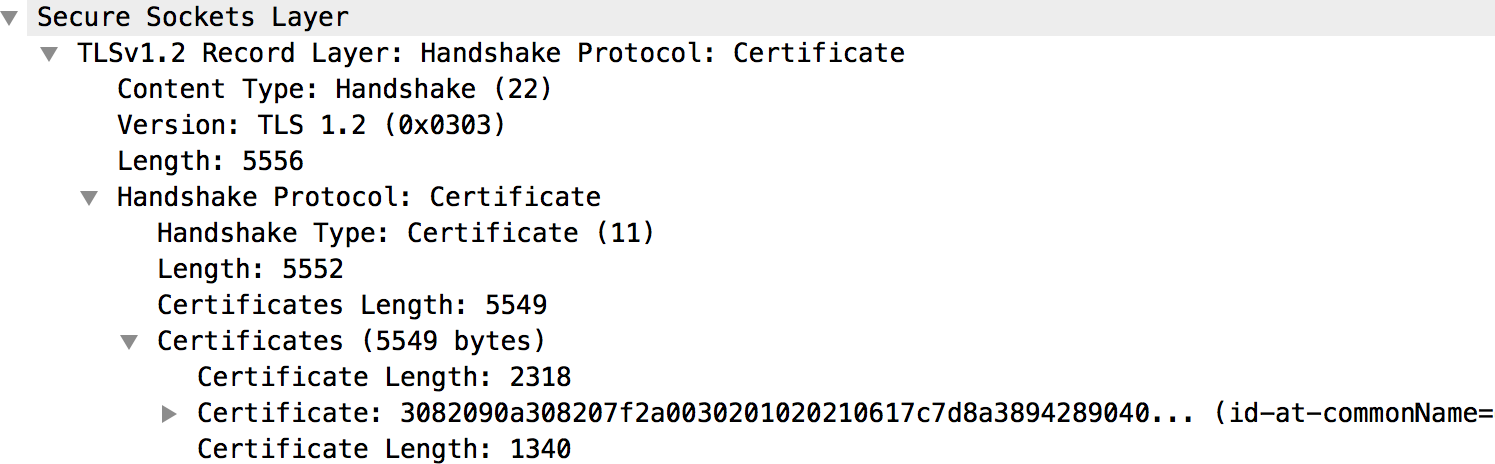 Secure Sockets Layer
TLSv1.2 Record Layer: Handshake Protocol: Certificate
Content Type: Handshake (22)
Version: TLS 1.2 (0x0303)
Length: 5556
Handshake Protocol: Certificate
Handshake Type: Certificate (11)
Length: 5552
Certificates Length: 5549
Certificates (5549 bytes)
Certificate Length: 2318
Certificate: 3082090a308207f2a0030201020210617c7d8a3894289040... (id-at-commonName=
Certificate Length: 1340